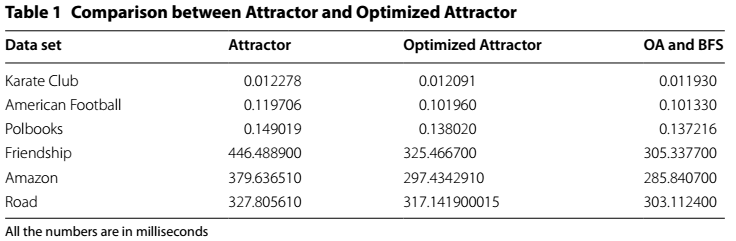 Table 1 Comparison between Attractor and Optimized Attractor
Data set Attractor Optimized Attractor OA and BFS
Karate Club 0.012278 0.012091 0.011930
American Football 0.119706 0.101960 0.101330
Polbooks 0.149019 0.138020 0.137216
Friendship 446.488900 325.466700 305.337700
Amazon 379.636510 297.4342910 285.840700
Road 327.805610 317.141900015 303.112400
All the numbers are in milliseconds